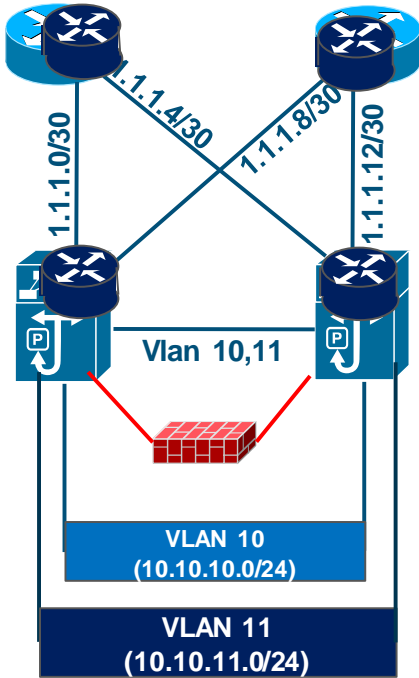 1.1.1.0/30
1.1.1.4/30
1.1.1.8/30
1.1.1.12/30
P
P
Vlan 10,11
VLAN 10
(10.10.10.0/24)
VLAN 11
(10.10.11.0/24)